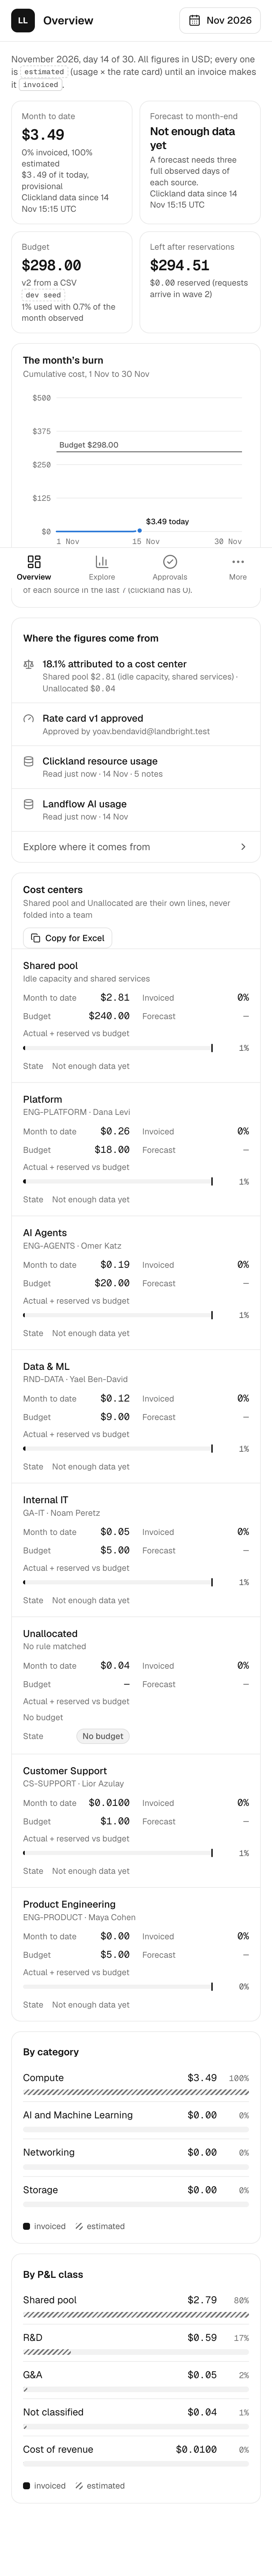 LL Overview Nov 2026
November 2026, day 14 of 30. All figures in USD; every one
is estimated (usage × the rate card) until an invoice makes
it invoiced.
Month to date
$3.49
0% invoiced, 100%
estimated
$3.49 of it today,
provisional
Clickland data since 14
Nov 15:15 UTC
Forecast to month-end
Not enough data
yet
A forecast needs three
full observed days of
each source.
Clickland data since 14
Nov 15:15 UTC
Budget
$298.00
v2 from a CSV
dev seed
1% used with 0.7% of the
month observed
Left after reservations
$294.51
$0.00 reserved (requests
arrive in wave 2)
The month's burn
Cumulative cost, 1 Nov to 30 Nov
$500
$375
Budget $298.00
$250
$125
$3.49 today
$0
1 Nov 15 Nov 30 Nov
Overview Explore Approvals More
of each source in the last 7 (clickland has 0).
Where the figures come from
18.1% attributed to a cost center
Shared pool $2.81 (idle capacity, shared services) ·
Unallocated $0.04
Rate card v1 approved
Approved by yoav.bendavid@landbright.test
Clickland resource usage
Read just now · 14 Nov · 5 notes
Landflow AI usage
Read just now · 14 Nov
Explore where it comes from
Cost centers
Shared pool and Unallocated are their own lines, never
folded into a team
Copy for Excel
Shared pool
Idle capacity and shared services
Month to date $2.81 Invoiced 0%
Budget $240.00 Forecast –
Actual + reserved vs budget
1%
State Not enough data yet
Platform
ENG-PLATFORM · Dana Levi
Month to date $0.26 Invoiced 0%
Budget $18.00 Forecast –
Actual + reserved vs budget
1%
State Not enough data yet
AI Agents
ENG-AGENTS · Omer Katz
Month to date $0.19 Invoiced 0%
Budget $20.00 Forecast –
Actual + reserved vs budget
1%
State Not enough data yet
Data & ML
RND-DATA · Yael Ben-David
Month to date $0.12 Invoiced 0%
Budget $9.00 Forecast –
Actual + reserved vs budget
1%
State Not enough data yet
Internal IT
GA-IT · Noam Peretz
Month to date $0.05 Invoiced 0%
Budget $5.00 Forecast –
Actual + reserved vs budget
1%
State Not enough data yet
Unallocated
No rule matched
Month to date $0.04 Invoiced 0%
Budget – Forecast –
Actual + reserved vs budget
No budget
State No budget
Customer Support
CS-SUPPORT · Lior Azulay
Month to date $0.0100 Invoiced 0%
Budget $1.00 Forecast –
Actual + reserved vs budget
1%
State Not enough data yet
Product Engineering
ENG-PRODUCT · Maya Cohen
Month to date $0.00 Invoiced 0%
Budget $5.00 Forecast –
Actual + reserved vs budget
0%
State Not enough data yet
By category
Compute $3.49 100%
AI and Machine Learning $0.00 0%
Networking $0.00 0%
Storage $0.00 0%
invoiced estimated
By P&L class
Shared pool $2.79 80%
R&D $0.59 17%
G&A $0.05 2%
Not classified $0.04 1%
Cost of revenue $0.0100 0%
invoiced estimated